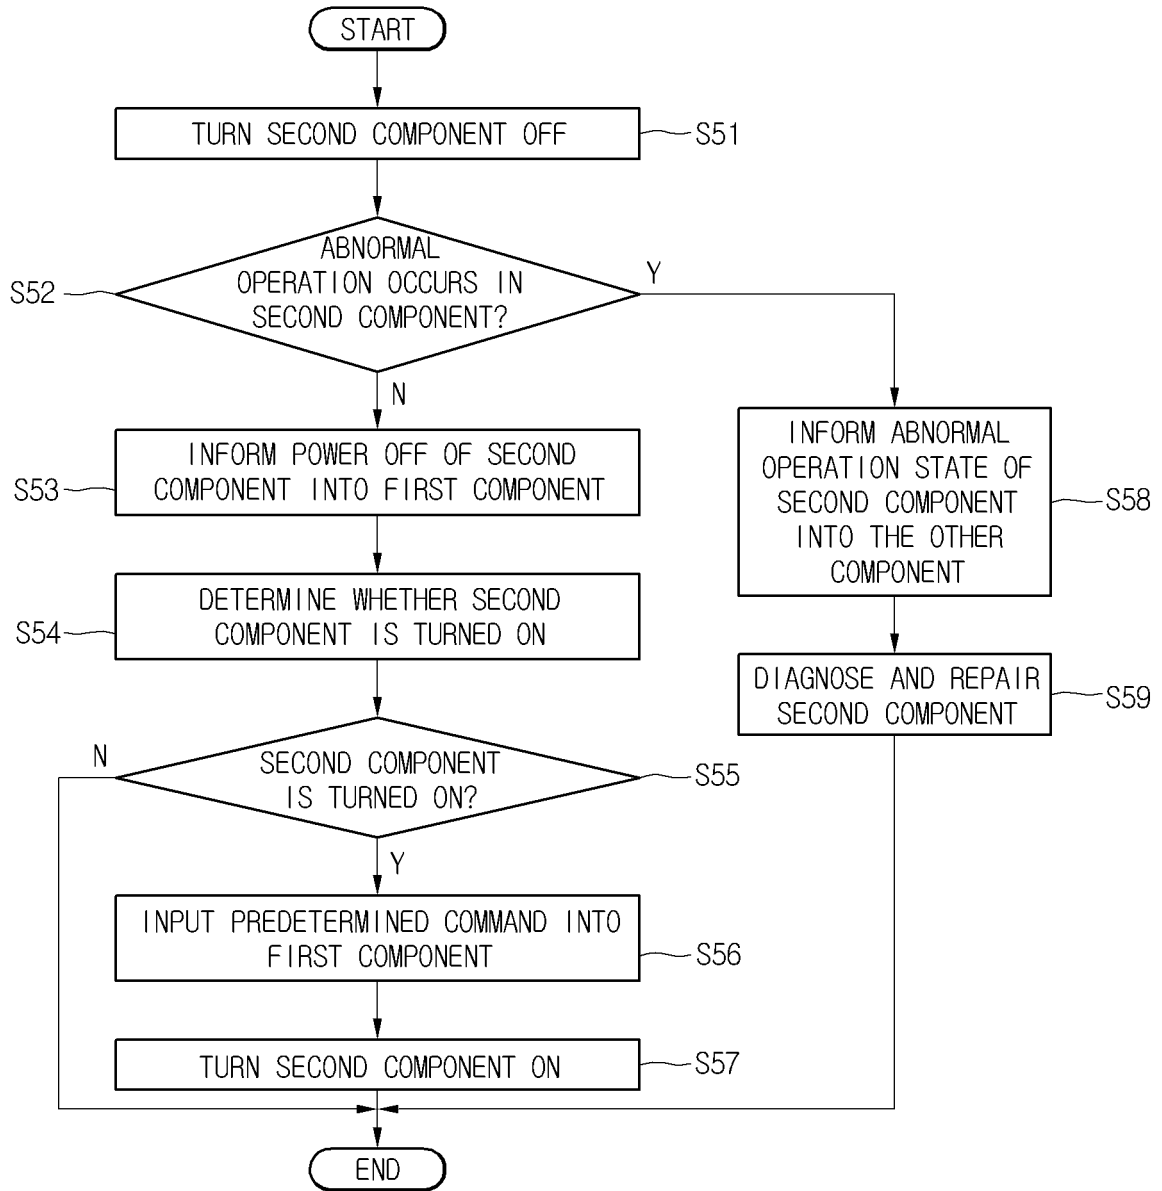 START
TURN SECOND COMPONENT OFF
S51
ABNORMAL
OPERATION OCCURS IN
SECOND COMPONENT?
S52
Y
N
INFORM POWER OFF OF SECOND
COMPONENT INTO FIRST COMPONENT
S53
INFORM ABNORMAL
OPERATION STATE OF
SECOND COMPONENT
INTO THE OTHER
COMPONENT
S58
DETERMINE WHETHER SECOND
COMPONENT IS TURNED ON
S54
DIAGNOSE AND REPAIR
SECOND COMPONENT
S59
N
SECOND COMPONENT
IS TURNED ON?
S55
Y
INPUT PREDETERMINED COMMAND INTO
FIRST COMPONENT
S56
TURN SECOND COMPONENT ON
S57
END